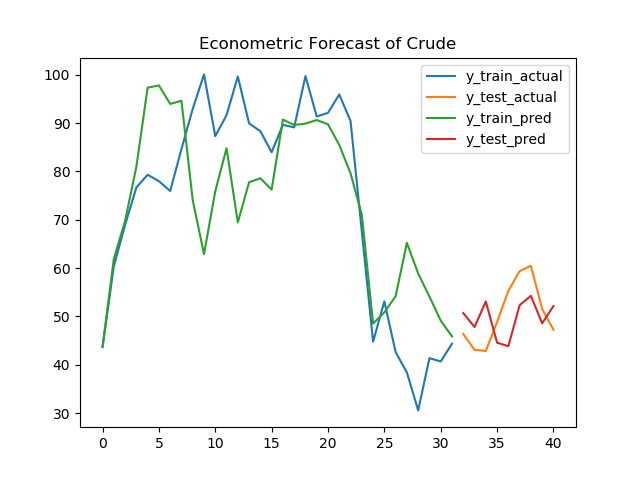 Econometric Forecast of Crude
y_train_actual
y_test_actual
y_train_pred
y_test_pred
100
90
80
70
60
50
40
30
0 5 10 15 20 25 30 35 40